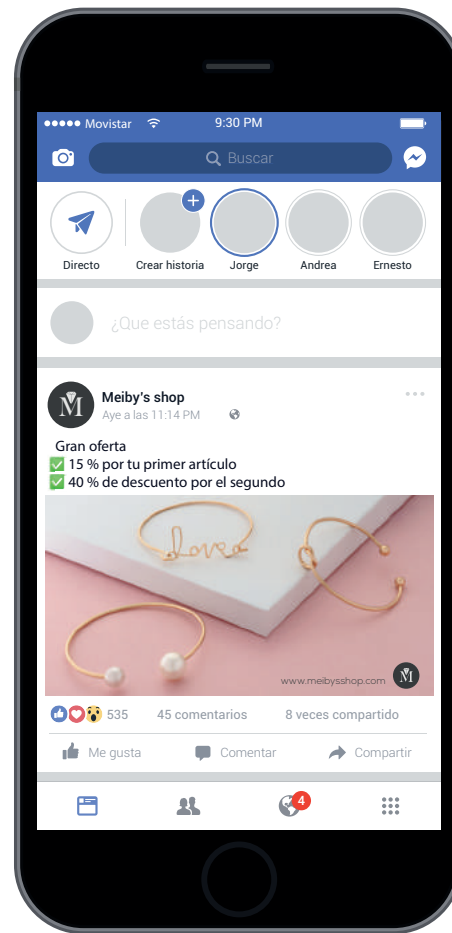 Movistar 9:30 PM
Buscar
Directo Crear historia Jorge Andrea Ernesto
¿Que estás pensando?
Meiby's shop
Aye a las 11:14 PM
Gran oferta
✅ 15 % por tu primer artículo
✅ 40 % de descuento por el segundo
Lovea
www.meibysshop.com M
535 45 comentarios 8 veces compartido
Me gusta Comentar Compartir
4